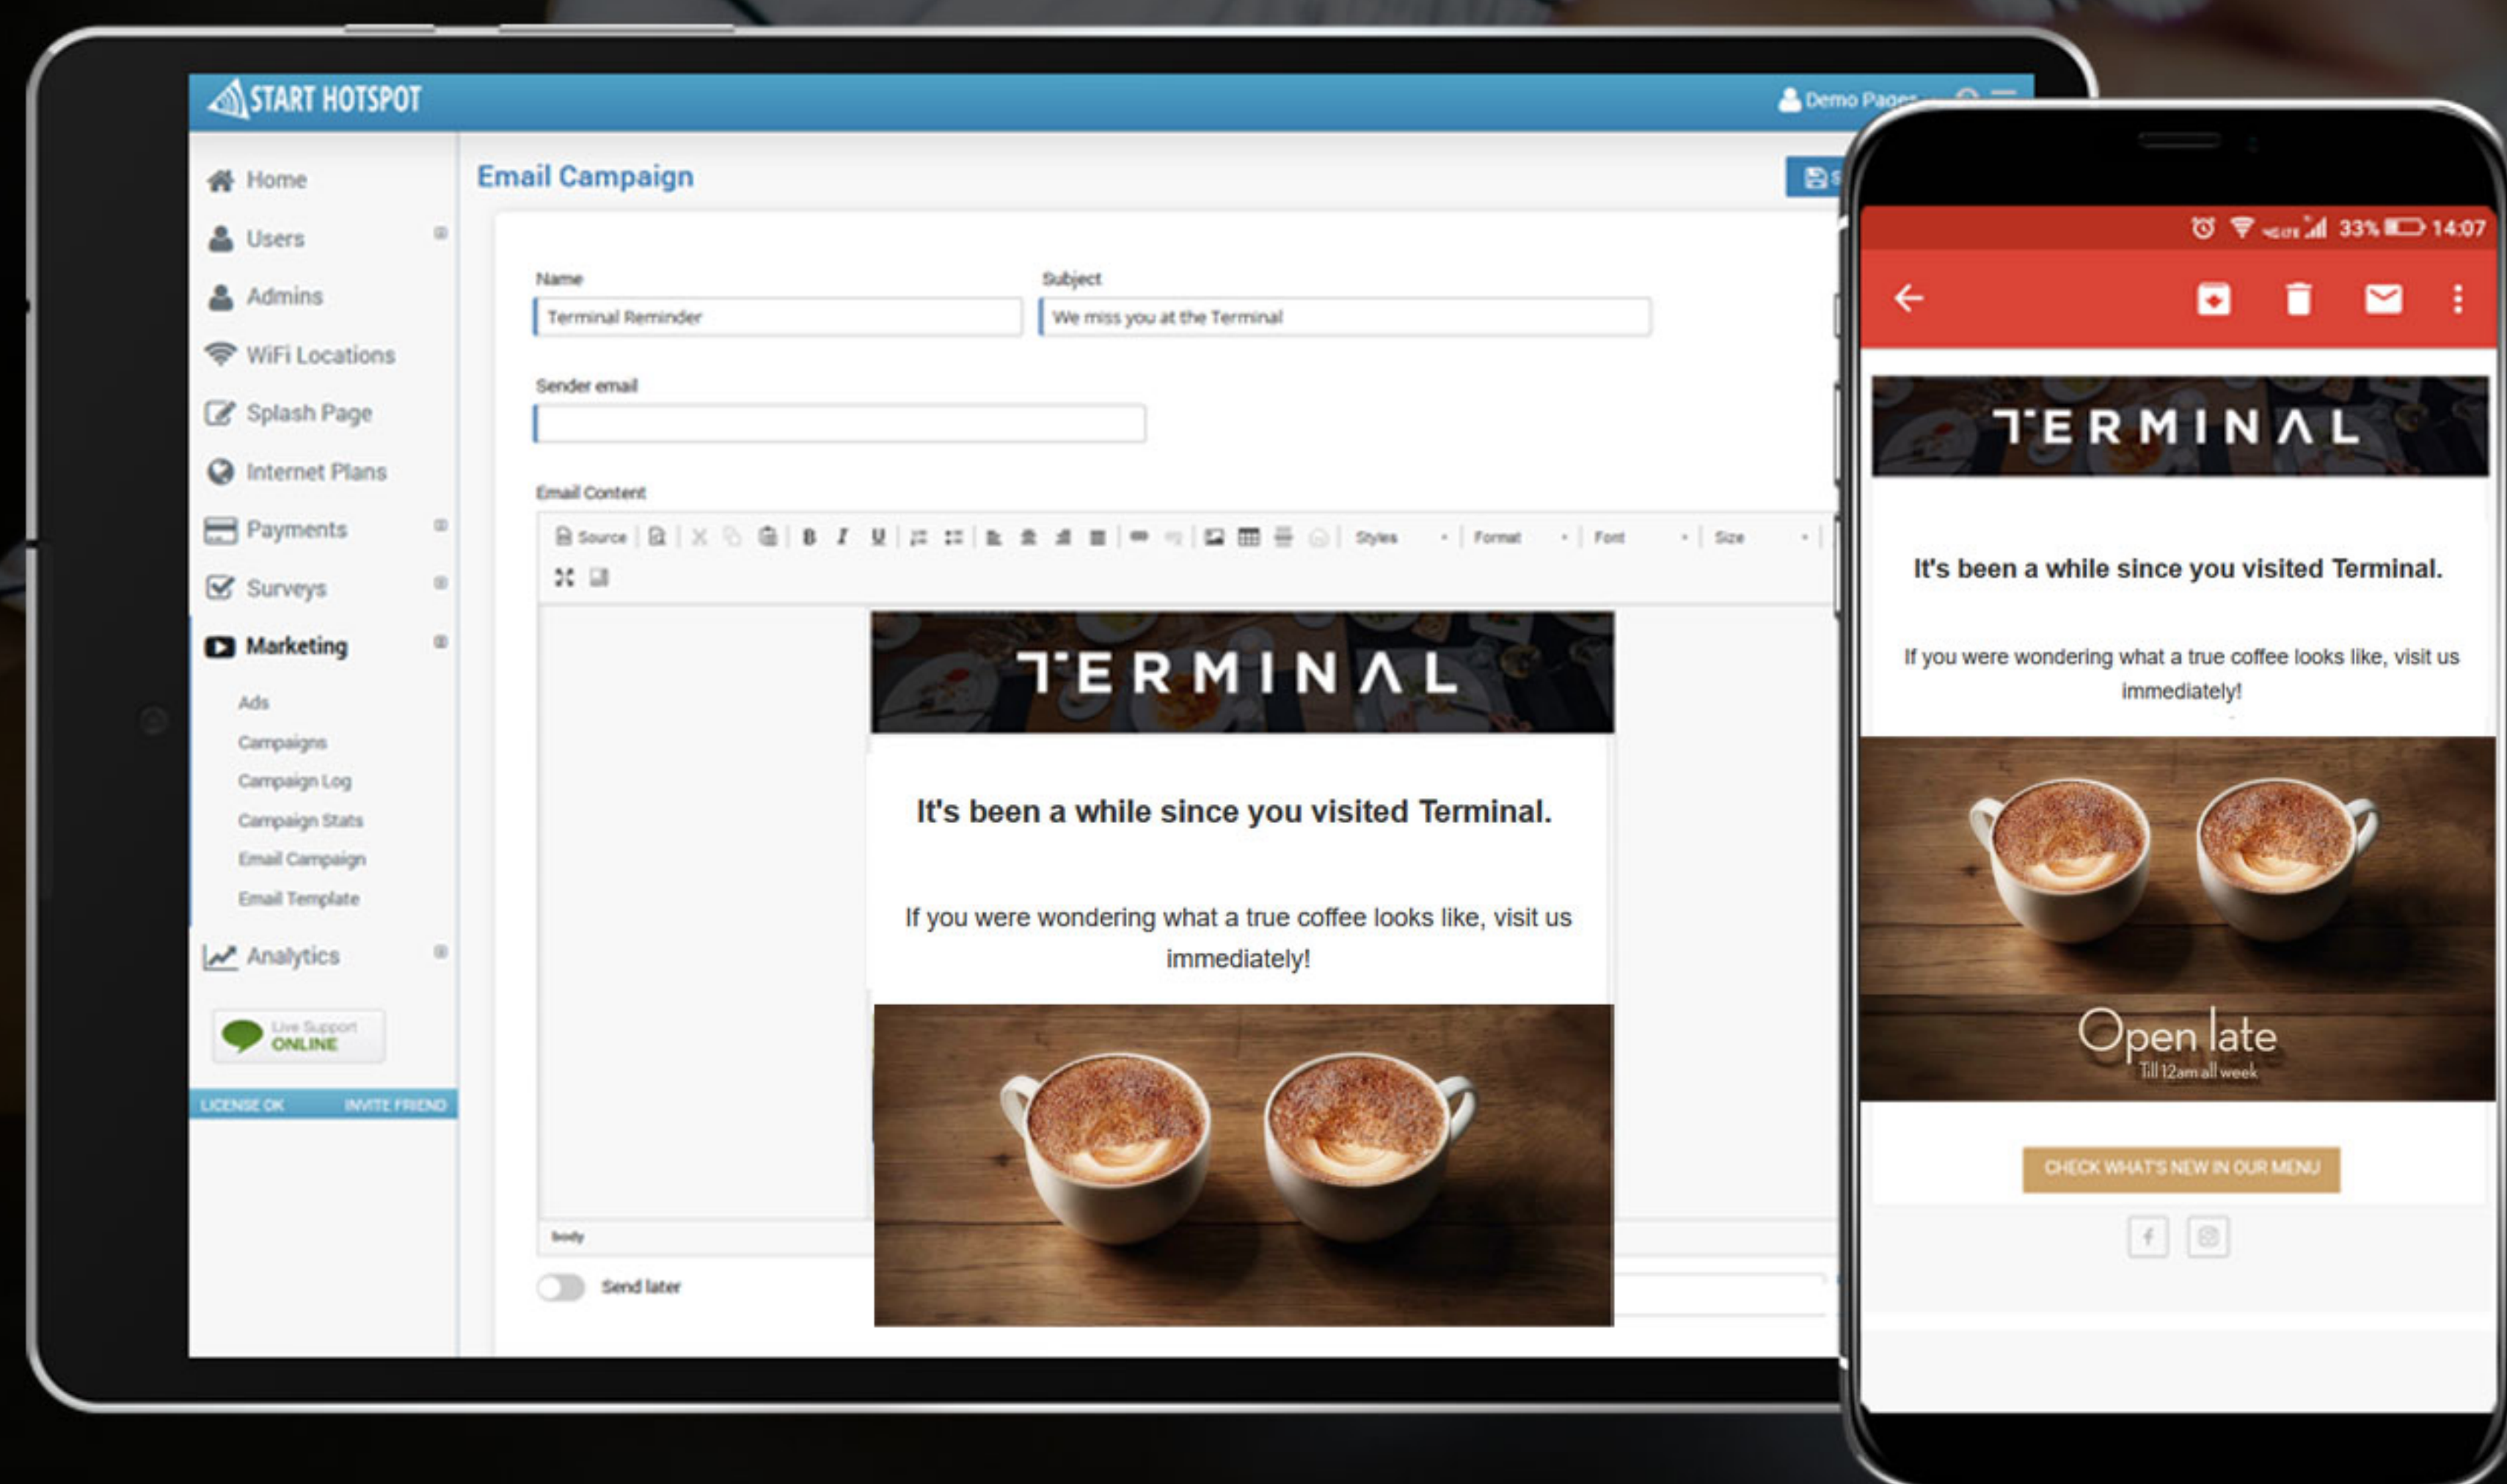 START HOTSPOT
Demo Pages
Home
Users
Admins
WiFi Locations
Splash Page
Internet Plans
Payments
Surveys
Marketing
Ads
Campaigns
Campaign Log
Campaign Stats
Email Campaign
Email Template
Analytics
Live Support
ONLINE
LICENSE OK INVITE FRIEND
Email Campaign
Name Subject
Terminal Reminder We miss you at the Terminal
Sender email
Email Content
Source B I U Styles Format Font Size
TERMINAL
It's been a while since you visited Terminal.
If you were wondering what a true coffee looks like, visit us
immediately!
body
Send later
33% 14:07
TERMINAL
It's been a while since you visited Terminal.
If you were wondering what a true coffee looks like, visit us
immediately!
Open late
Till 12am all week
CHECK WHAT'S NEW IN OUR MENU